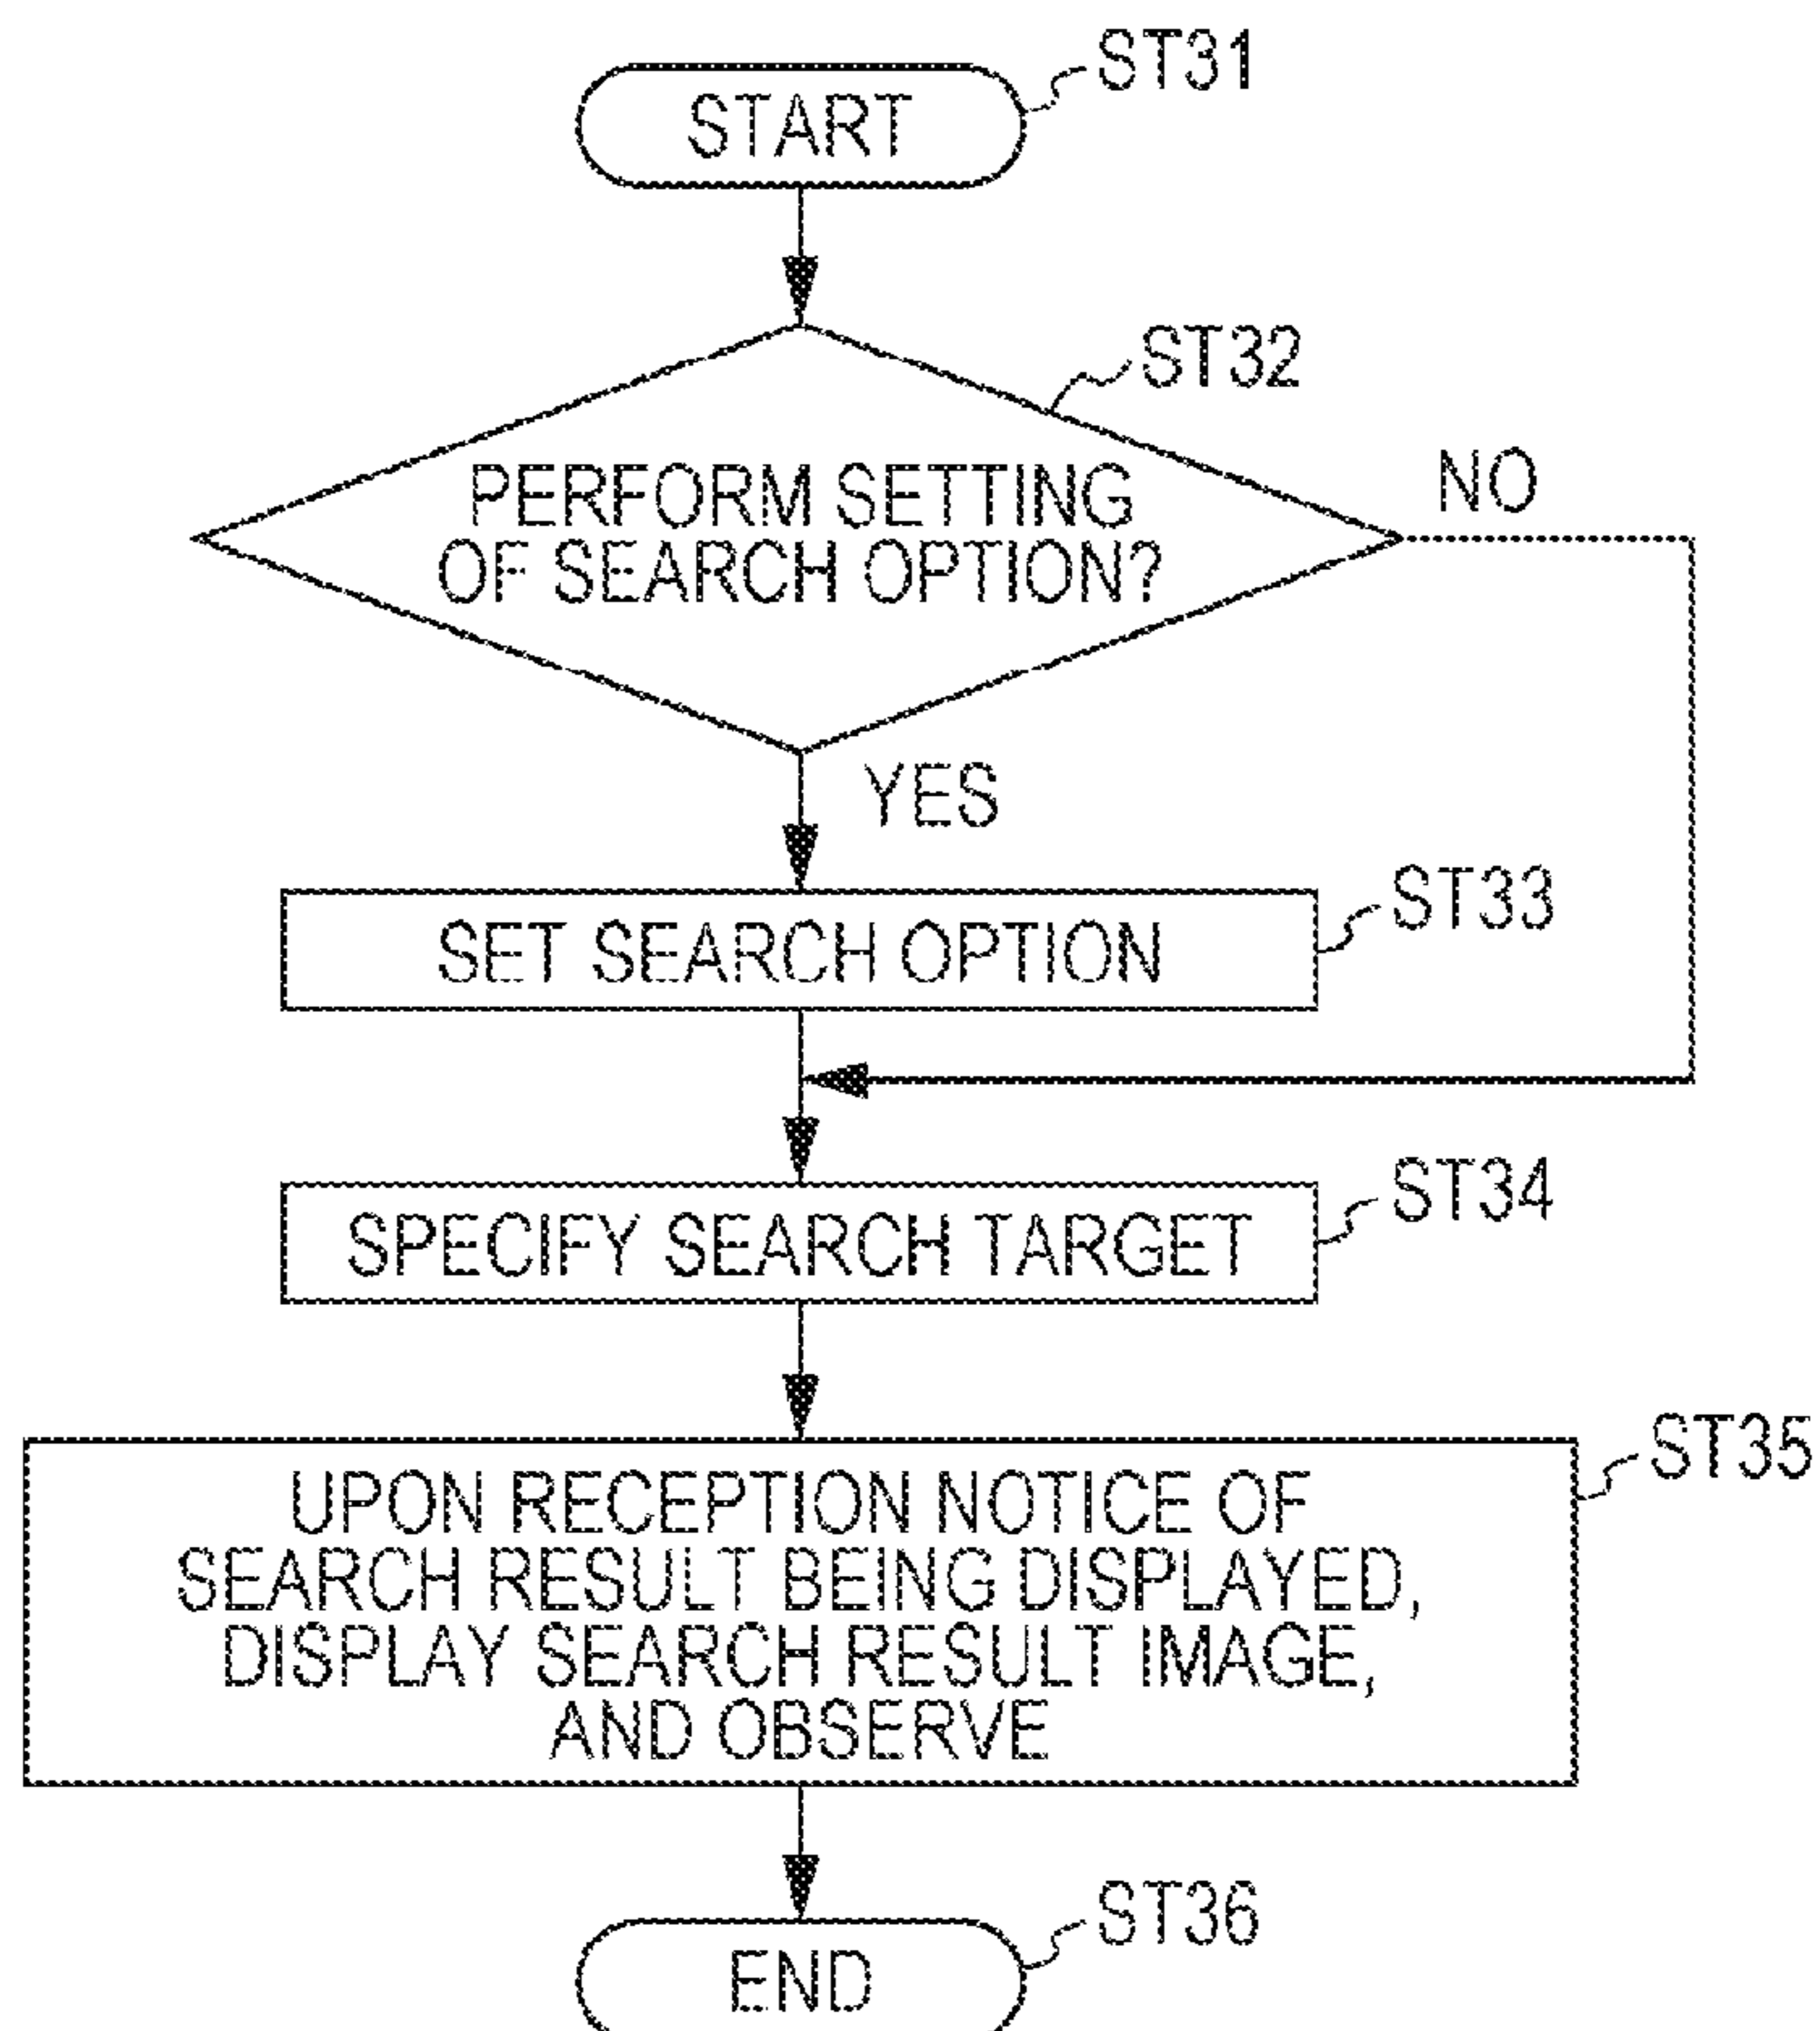 ST31
START
ST32
PERFORM SETTING
OF SEARCH OPTION?
NO
YES
ST33
SET SEARCH OPTION
ST34
SPECIFY SEARCH TARGET
ST35
UPON RECEPTION NOTICE OF
SEARCH RESULT BEING DISPLAYED,
DISPLAY SEARCH RESULT IMAGE,
AND OBSERVE
ST36
END